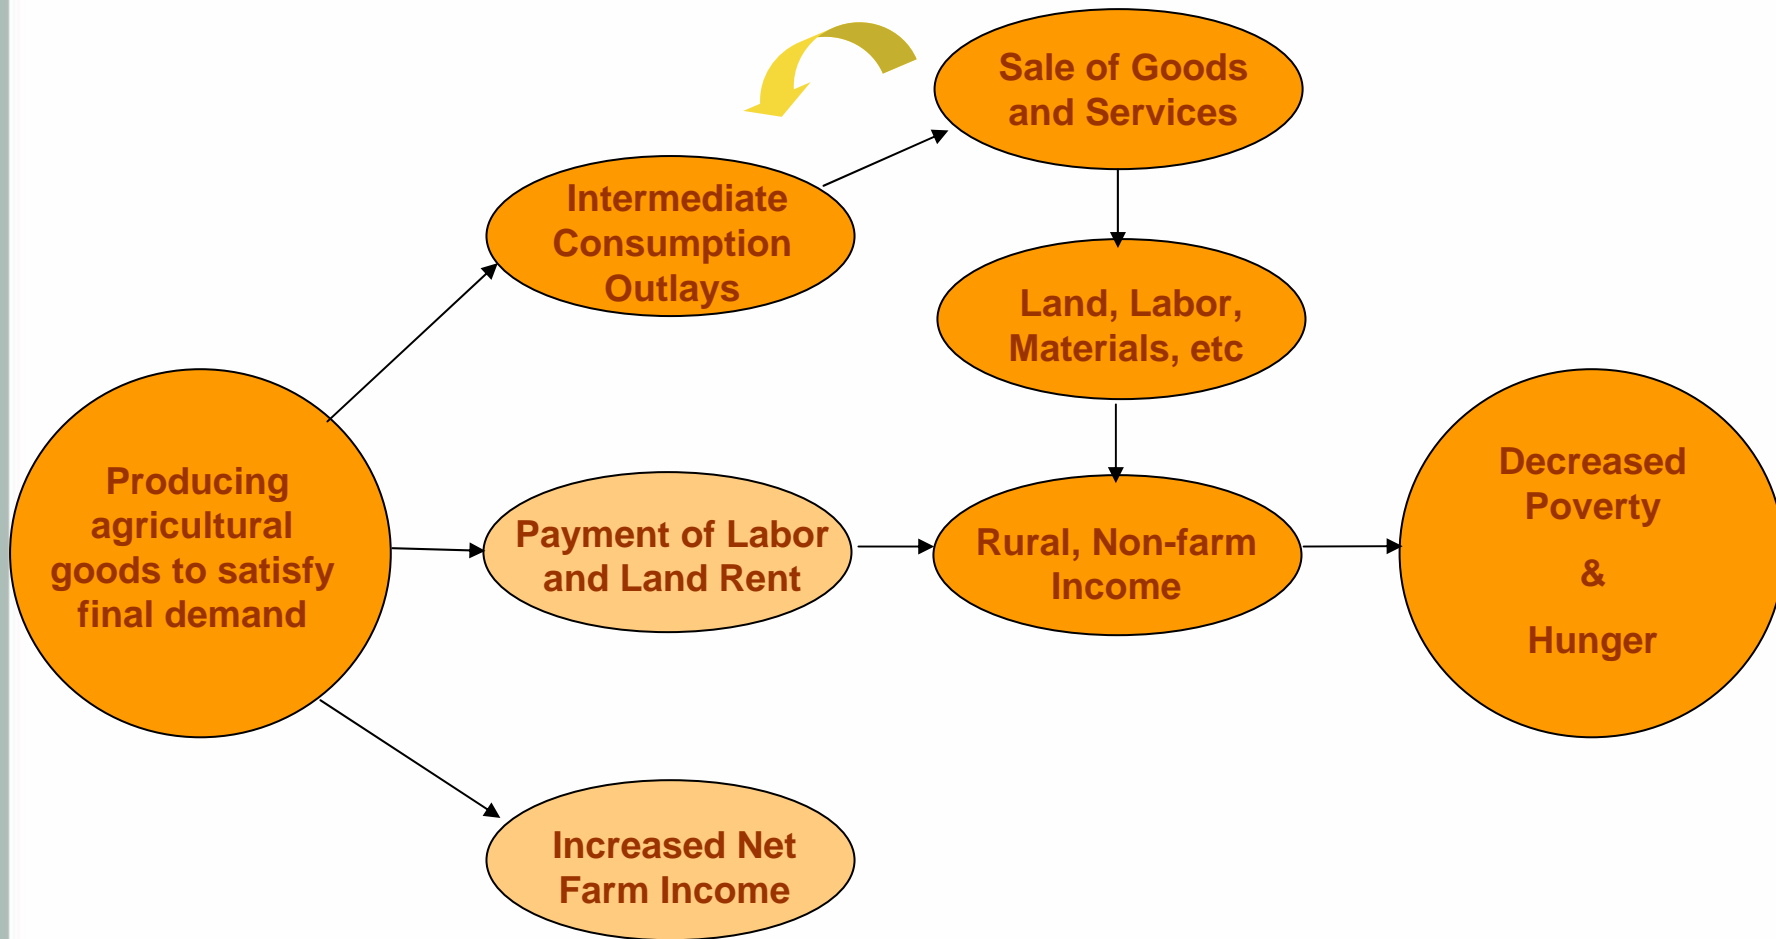 Sale of Goods
and Services
Intermediate
Consumption
Outlays
Land, Labor,
Materials, etc
Producing
agricultural
goods to satisfy
final demand
Payment of Labor
and Land Rent
Rural, Non-farm
Income
Decreased
Poverty
&
Hunger
Increased Net
Farm Income